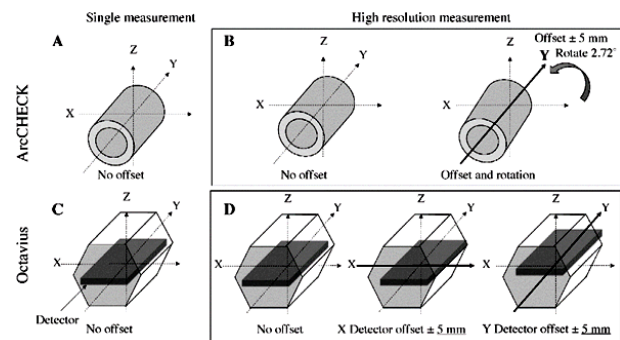 Single measurement
High resolution measurement
ArcCHECK
A
Z
Y
X
No offset
B
Z
Y
X
No offset
Offset ± 5 mm
Y Rotate 2.72°
Z
X
Offset and rotation
Octavius
C
Z
Y
X
Detector
No offset
D
Z
Y
X
No offset
Z
Y
X
X Detector offset ± 5 mm
Z
Y
X
Y Detector offset ± 5 mm